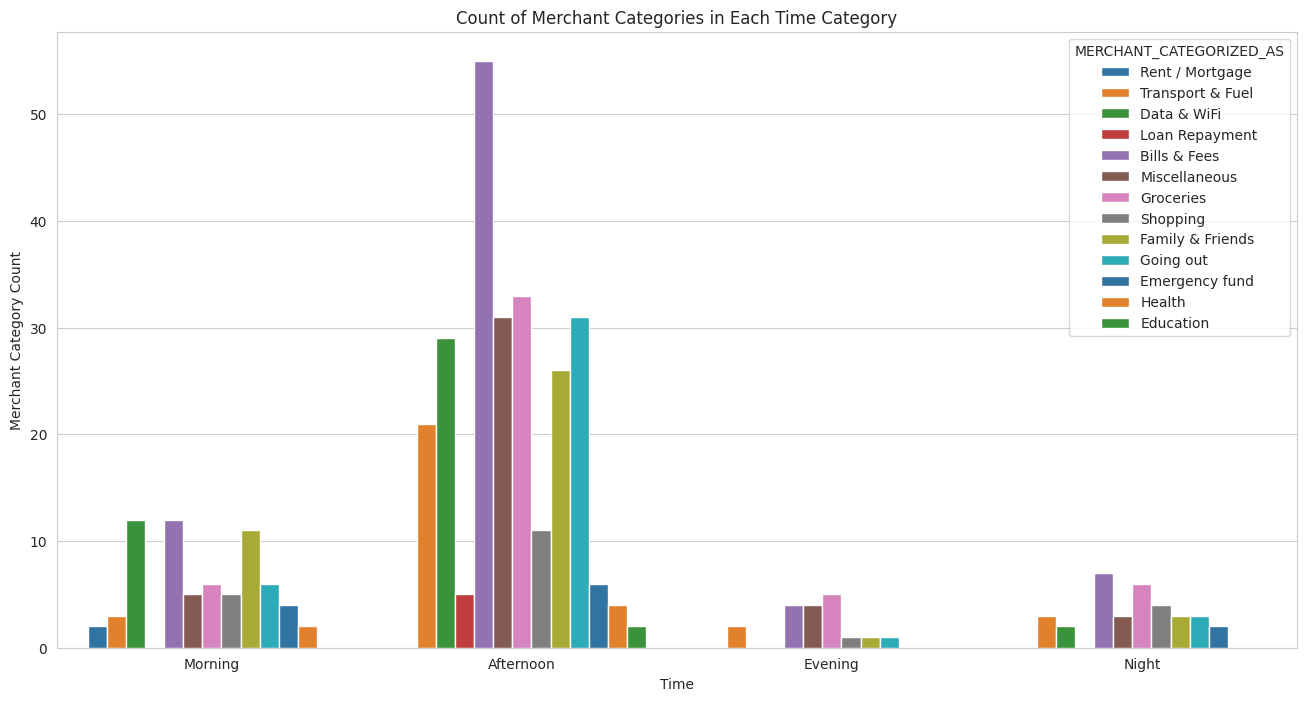 Count of Merchant Categories in Each Time Category
MERCHANT_CATEGORIZED_AS
Rent / Mortgage
Transport & Fuel
Data & WiFi
Loan Repayment
Bills & Fees
Miscellaneous
Groceries
Shopping
Family & Friends
Going out
Emergency fund
Health
Education
Merchant Category Count
50
40
30
20
10
0
Morning
Afternoon
Evening
Night
Time